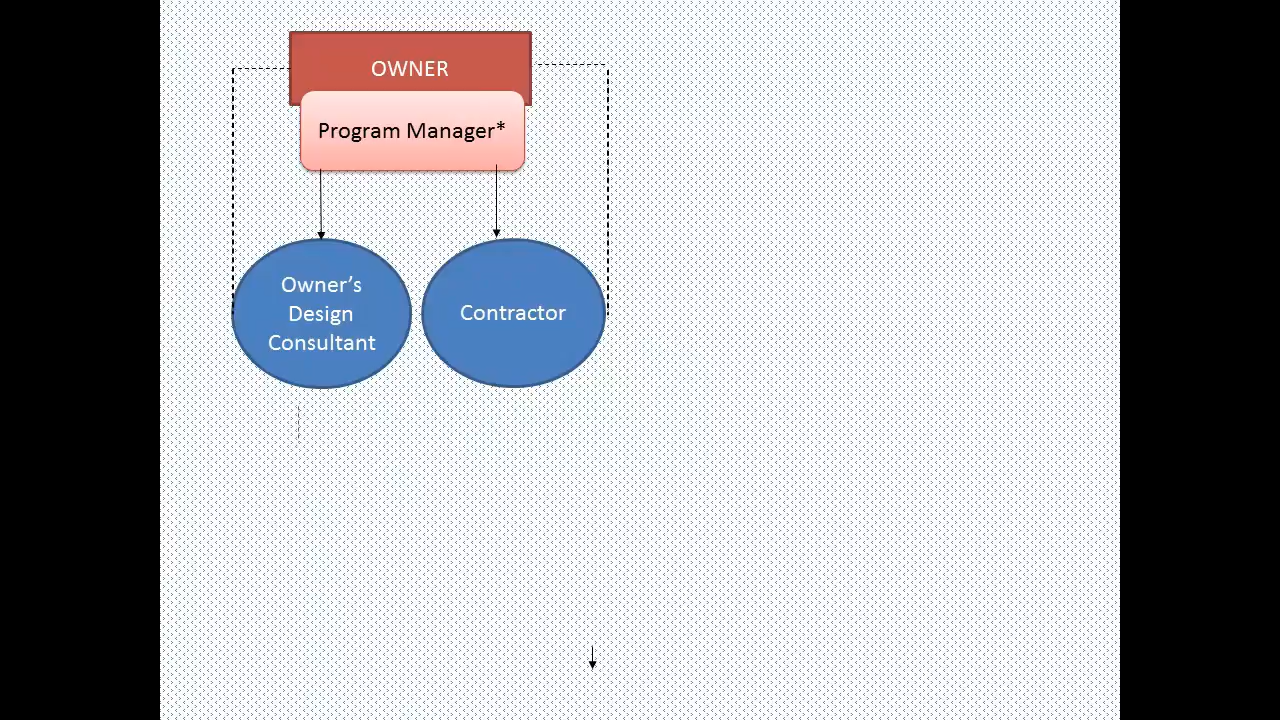 OWNER
Program Manager*
Owner’s
Design
Consultant
Contractor